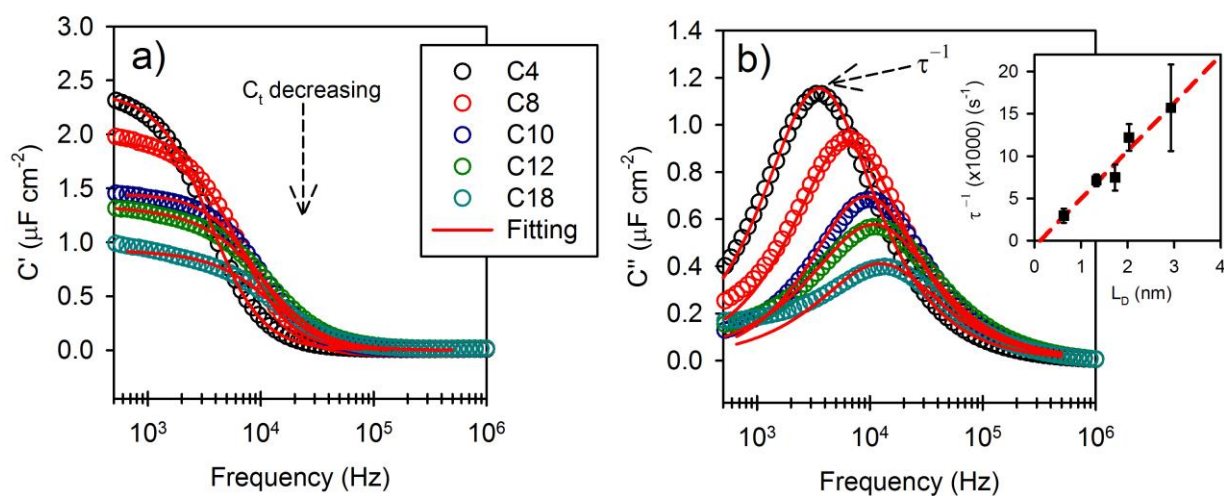 a)
C' (μF cm⁻²)
3.0
2.5
2.0
1.5
1.0
0.5
0.0
C_t decreasing
C4
C8
C10
C12
C18
Fitting
10³ 10⁴ 10⁵ 10⁶
Frequency (Hz)
b)
C'' (μF cm⁻²)
1.4
1.2
1.0
0.8
0.6
0.4
0.2
0.0
τ⁻¹
10³ 10⁴ 10⁵ 10⁶
Frequency (Hz)
τ⁻¹ (x1000) (s⁻¹)
20
15
10
5
0
0 1 2 3 4
L_D (nm)